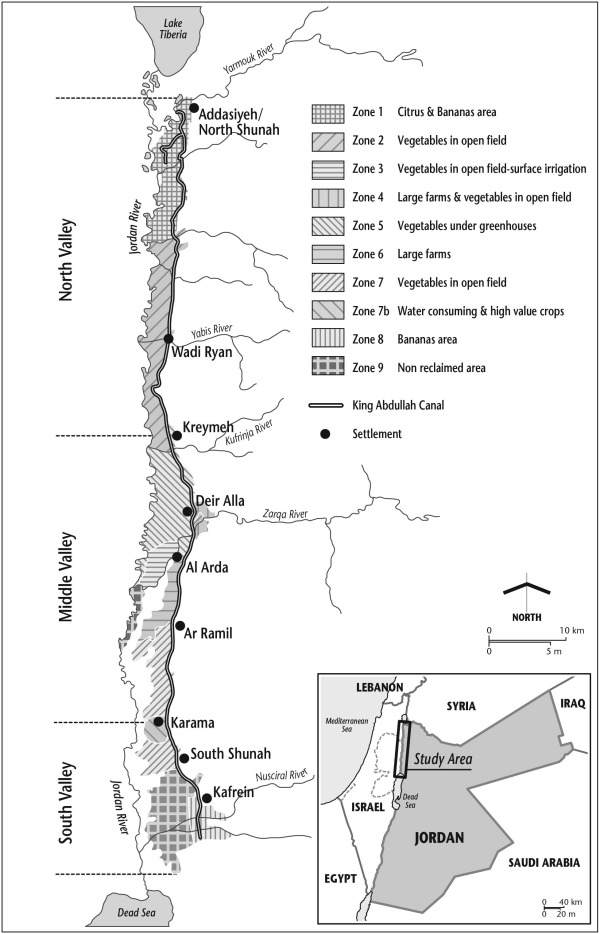 Lake
Tiberia
Yarmouk River
Addasiyeh/
North Shunah
Jordan River
North Valley
Yabis River
Wadi Ryan
Kreymeh
Kufrinja River
Deir Alla
Zarqa River
Al Arda
Middle Valley
Ar Ramil
Karama
South Shunah
Nusciral River
Kafrein
Jordan River
South Valley
Dead Sea
Zone 1 Citrus & Bananas area
Zone 2 Vegetables in open field
Zone 3 Vegetables in open field-surface irrigation
Zone 4 Large farms & vegetables in open field
Zone 5 Vegetables under greenhouses
Zone 6 Large farms
Zone 7 Vegetables in open field
Zone 7b Water consuming & high value crops
Zone 8 Bananas area
Zone 9 Non reclaimed area
King Abdullah Canal
Settlement
NORTH
0 10 km
0 5 m
LEBANON
SYRIA
IRAQ
Mediterranean
Sea
Study Area
Dead
Sea
ISRAEL
JORDAN
SAUDI ARABIA
EGYPT
0 40 km
0 20 m